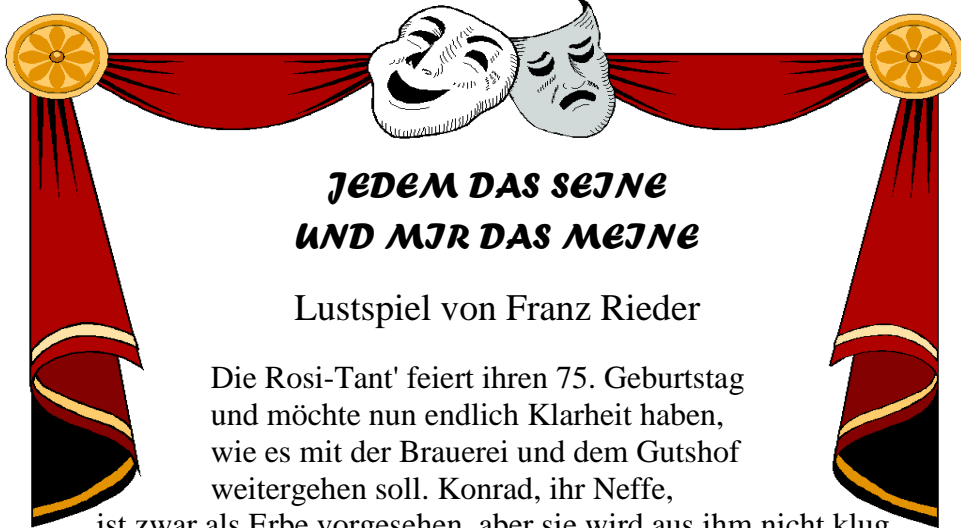 JEDEM DAS SEINE
UND MIR DAS MEINE
Lustspiel von Franz Rieder
Die Rosi-Tant' feiert ihren 75. Geburtstag
und möchte nun endlich Klarheit haben,
wie es mit der Brauerei und dem Gutshof
weitergehen soll. Konrad, ihr Neffe,
ist zwar als Erbe vorgesehen, aber sie wird aus ihm nicht klug